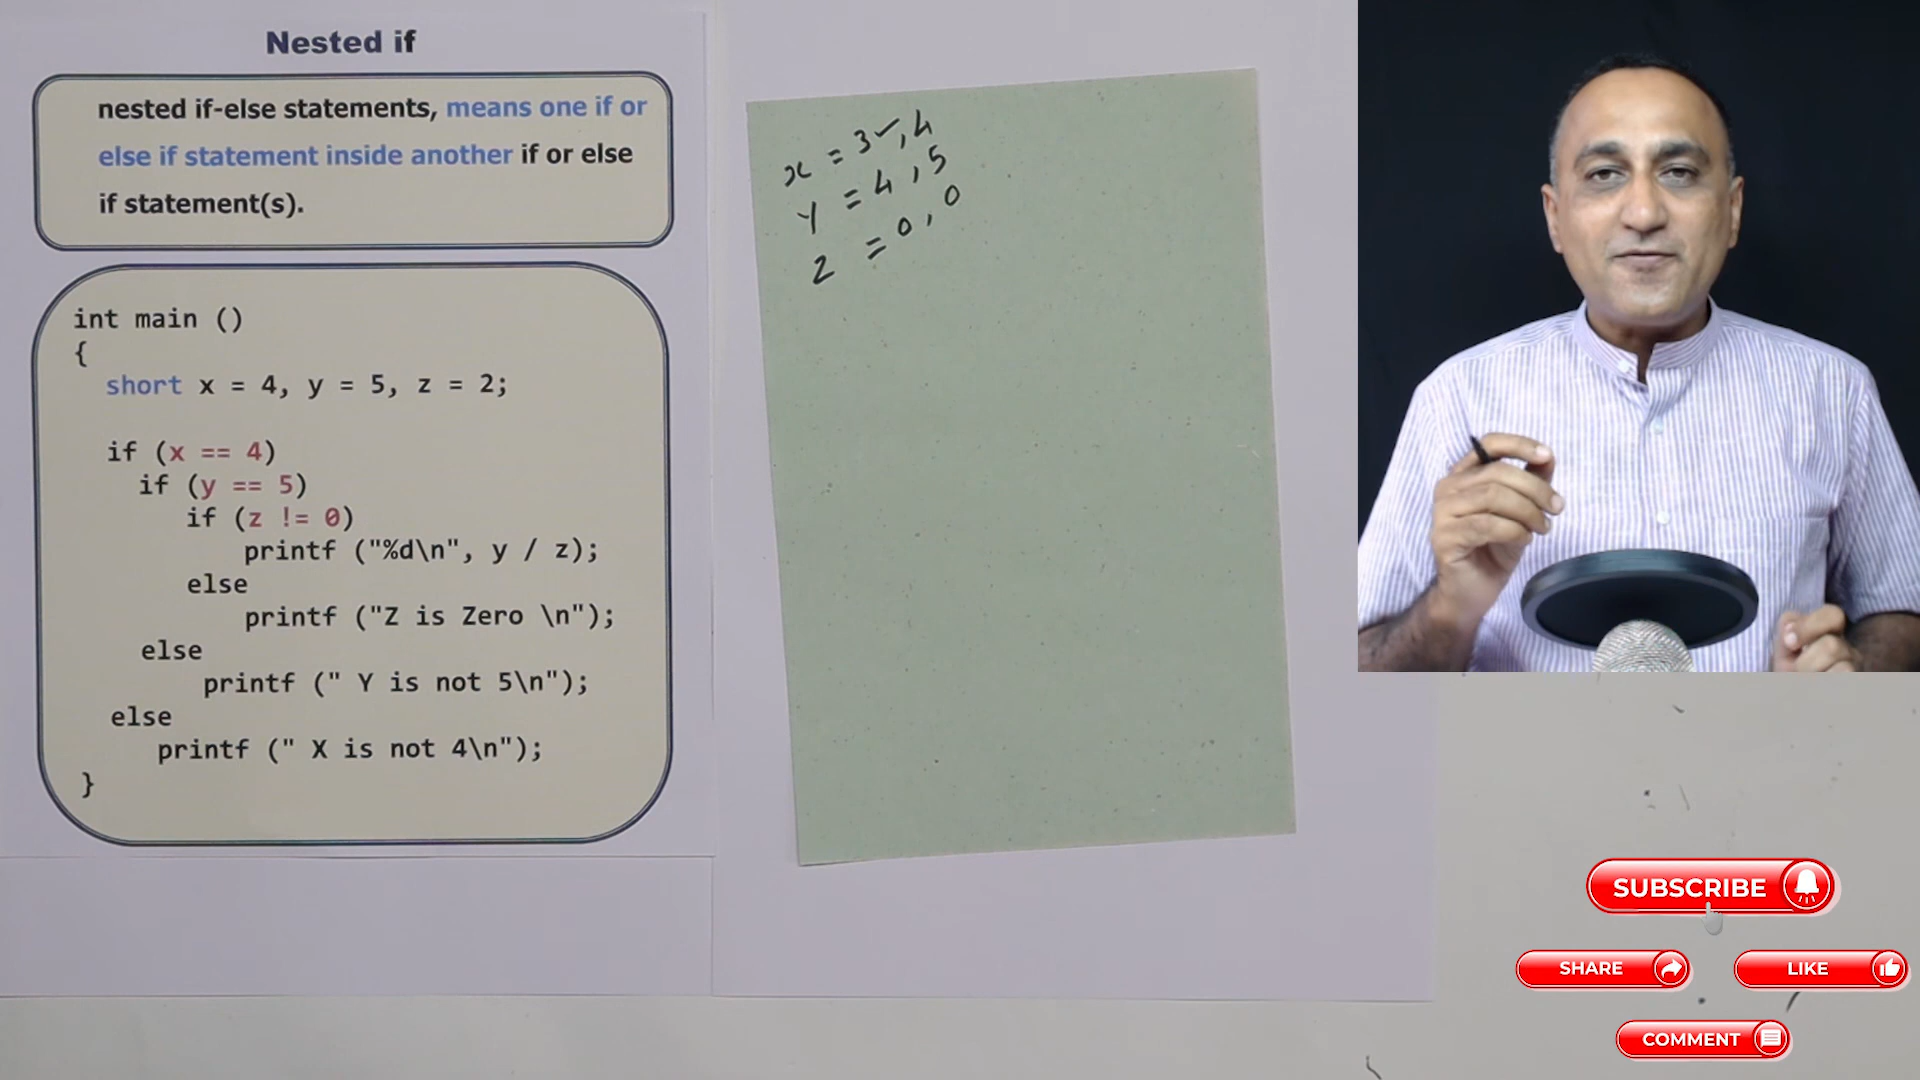 Nested if
nested if-else statements, means one if or
else if statement inside another if or else
if statement(s).
int main ()
{
short x = 4, y = 5, z = 2;
if (x == 4)
if (y == 5)
if (z != 0)
printf ("%d\n", y / z);
else
printf ("Z is Zero \n");
else
printf (" Y is not 5\n");
else
printf (" X is not 4\n");
}
x = 3✓, 4
y = 4, 5
z = 0, 0
SUBSCRIBE
SHARE
LIKE
COMMENT